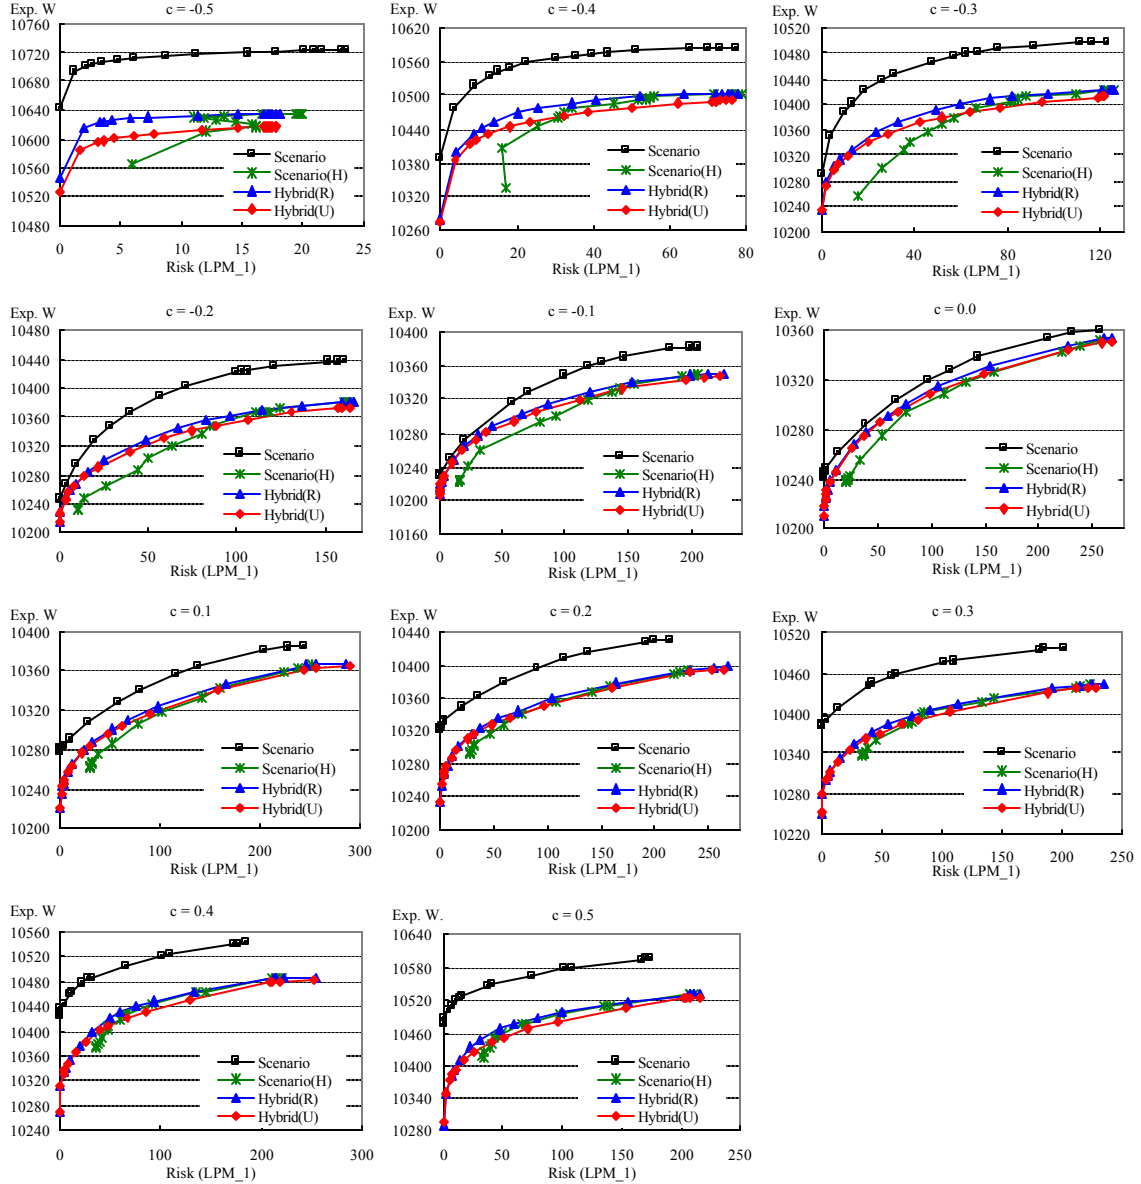 Exp. W
c = -0.5
10760
10720
10680
10640
10600
10560
10520
10480
0 5 10 15 20 25
Risk (LPM_1)
Scenario
Scenario(H)
Hybrid(R)
Hybrid(U)
Exp. W
c = -0.4
10620
10560
10500
10440
10380
10320
10260
0 20 40 60 80
Risk (LPM_1)
Scenario
Scenario(H)
Hybrid(R)
Hybrid(U)
Exp. W
c = -0.3
10520
10480
10440
10400
10360
10320
10280
10240
10200
0 40 80 120
Risk (LPM_1)
Scenario
Scenario(H)
Hybrid(R)
Hybrid(U)
Exp. W
c = -0.2
10480
10440
10400
10360
10320
10280
10240
10200
0 50 100 150
Risk (LPM_1)
Scenario
Scenario(H)
Hybrid(R)
Hybrid(U)
Exp. W
c = -0.1
10400
10360
10320
10280
10240
10200
10160
0 50 100 150 200
Risk (LPM_1)
Scenario
Scenario(H)
Hybrid(R)
Hybrid(U)
Exp. W
c = 0.0
10360
10320
10280
10240
10200
0 50 100 150 200 250
Risk (LPM_1)
Scenario
Scenario(H)
Hybrid(R)
Hybrid(U)
Exp. W
c = 0.1
10400
10360
10320
10280
10240
10200
0 100 200 300
Risk (LPM_1)
Scenario
Scenario(H)
Hybrid(R)
Hybrid(U)
Exp. W
c = 0.2
10440
10400
10360
10320
10280
10240
10200
0 50 100 150 200 250
Risk (LPM_1)
Scenario
Scenario(H)
Hybrid(R)
Hybrid(U)
Exp. W
c = 0.3
10520
10460
10400
10340
10280
10220
0 50 100 150 200 250
Risk (LPM_1)
Scenario
Scenario(H)
Hybrid(R)
Hybrid(U)
Exp. W
c = 0.4
10560
10520
10480
10440
10400
10360
10320
10280
10240
0 100 200 300
Risk (LPM_1)
Scenario
Scenario(H)
Hybrid(R)
Hybrid(U)
Exp. W.
c = 0.5
10640
10580
10520
10460
10400
10340
10280
0 50 100 150 200 250
Risk (LPM_1)
Scenario
Scenario(H)
Hybrid(R)
Hybrid(U)